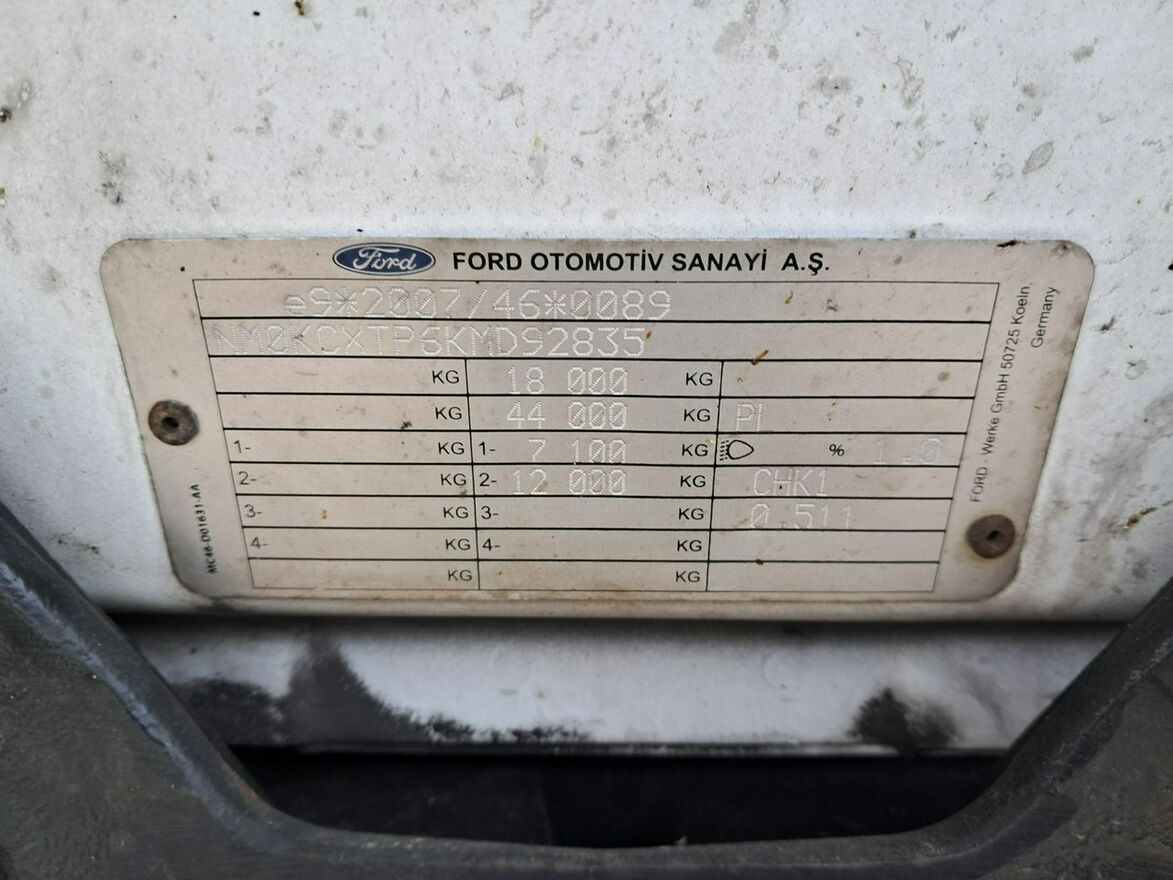 Ford FORD OTOMOTİV SANAYİ A.Ş.
e9*2007/46*0089
NM0KCXTP6KMD92835
KG 18 000 KG
KG 44 000 KG PI
1- KG 1- 7 100 KG % 1.0
2- KG 2- 12 000 KG CHK1
3- KG 3- KG 0.511
4- KG 4- KG
KG KG
MC46-D01631-AA
FORD - Werke GmbH 50725 Koeln,
Germany